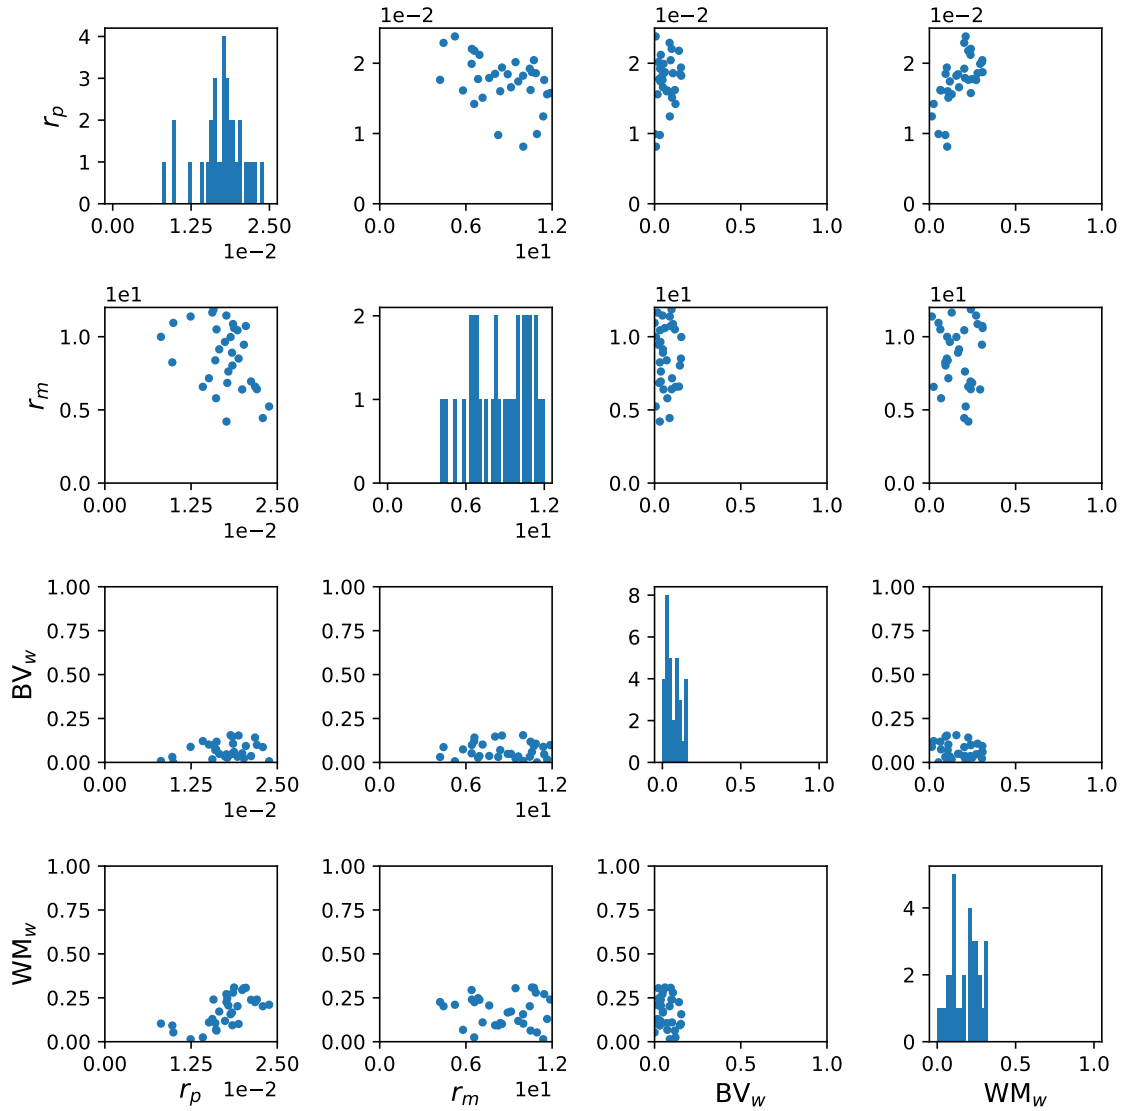 1e−2 1e−2 1e−2
r_p 4 3 2 1 0 2 1 0 2 1 0 2 1 0
0.00 1.25 2.50 0.0 0.6 1.2 0.0 0.5 1.0 0.0 0.5 1.0
1e−2 1e1
1e1 1e1 1e1
r_m 1.0 0.5 0.0 2 1 0 1.0 0.5 0.0 1.0 0.5 0.0
0.00 1.25 2.50 0.0 0.6 1.2 0.0 0.5 1.0 0.0 0.5 1.0
1e−2 1e1
BV_w 1.00 0.75 0.50 0.25 0.00 1.00 0.75 0.50 0.25 0.00 8 6 4 2 0 1.00 0.75 0.50 0.25 0.00
0.00 1.25 2.50 0.0 0.6 1.2 0.0 0.5 1.0 0.0 0.5 1.0
1e−2 1e1
WM_w 1.00 0.75 0.50 0.25 0.00 1.00 0.75 0.50 0.25 0.00 1.00 0.75 0.50 0.25 0.00 4 2 0
0.00 1.25 2.50 0.0 0.6 1.2 0.0 0.5 1.0 0.0 0.5 1.0
r_p 1e−2 r_m 1e1 BV_w WM_w